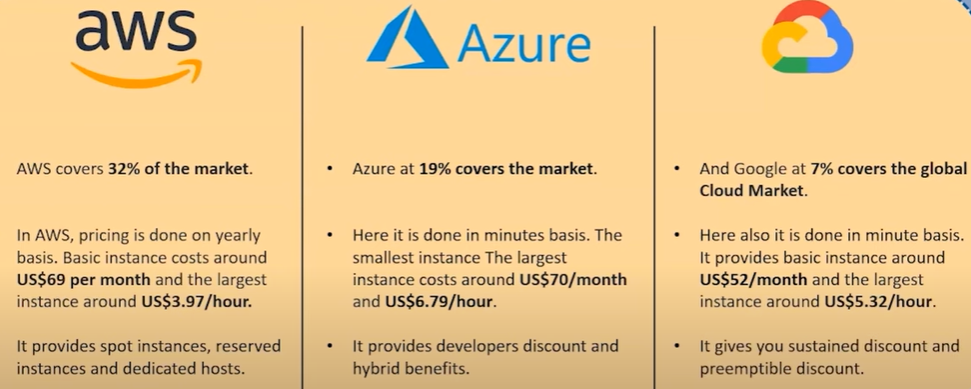 aws
Azure
AWS covers 32% of the market.
In AWS, pricing is done on yearly
basis. Basic instance costs around
US$69 per month and the largest
instance around US$3.97/hour.
It provides spot instances, reserved
instances and dedicated hosts.
• Azure at 19% covers the market.
• Here it is done in minutes basis. The
smallest instance The largest
instance costs around US$70/month
and US$6.79/hour.
• It provides developers discount and
hybrid benefits.
• And Google at 7% covers the global
Cloud Market.
• Here also it is done in minute basis.
It provides basic instance around
US$52/month and the largest
instance around US$5.32/hour.
• It gives you sustained discount and
preemptible discount.